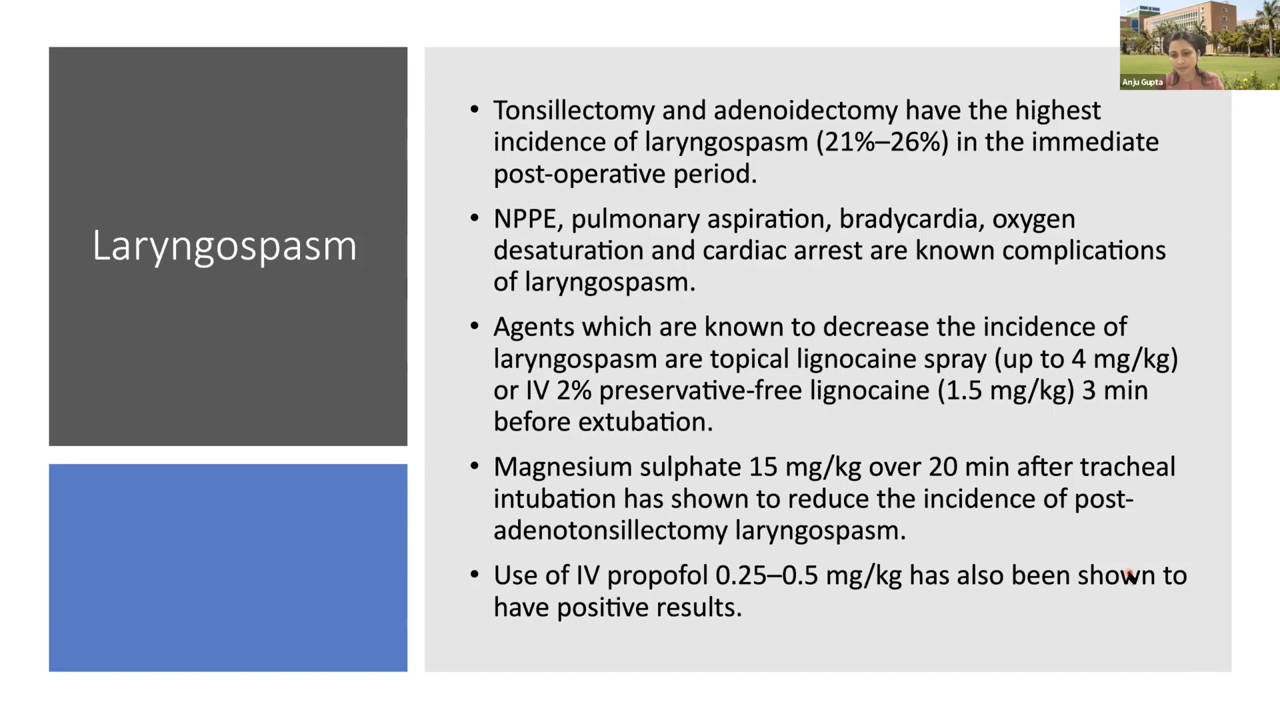 Anju Gupta
Laryngospasm
• Tonsillectomy and adenoidectomy have the highest
incidence of laryngospasm (21%–26%) in the immediate
post-operative period.
• NPPE, pulmonary aspiration, bradycardia, oxygen
desaturation and cardiac arrest are known complications
of laryngospasm.
• Agents which are known to decrease the incidence of
laryngospasm are topical lignocaine spray (up to 4 mg/kg)
or IV 2% preservative-free lignocaine (1.5 mg/kg) 3 min
before extubation.
• Magnesium sulphate 15 mg/kg over 20 min after tracheal
intubation has shown to reduce the incidence of post-
adenotonsillectomy laryngospasm.
• Use of IV propofol 0.25–0.5 mg/kg has also been shown to
have positive results.